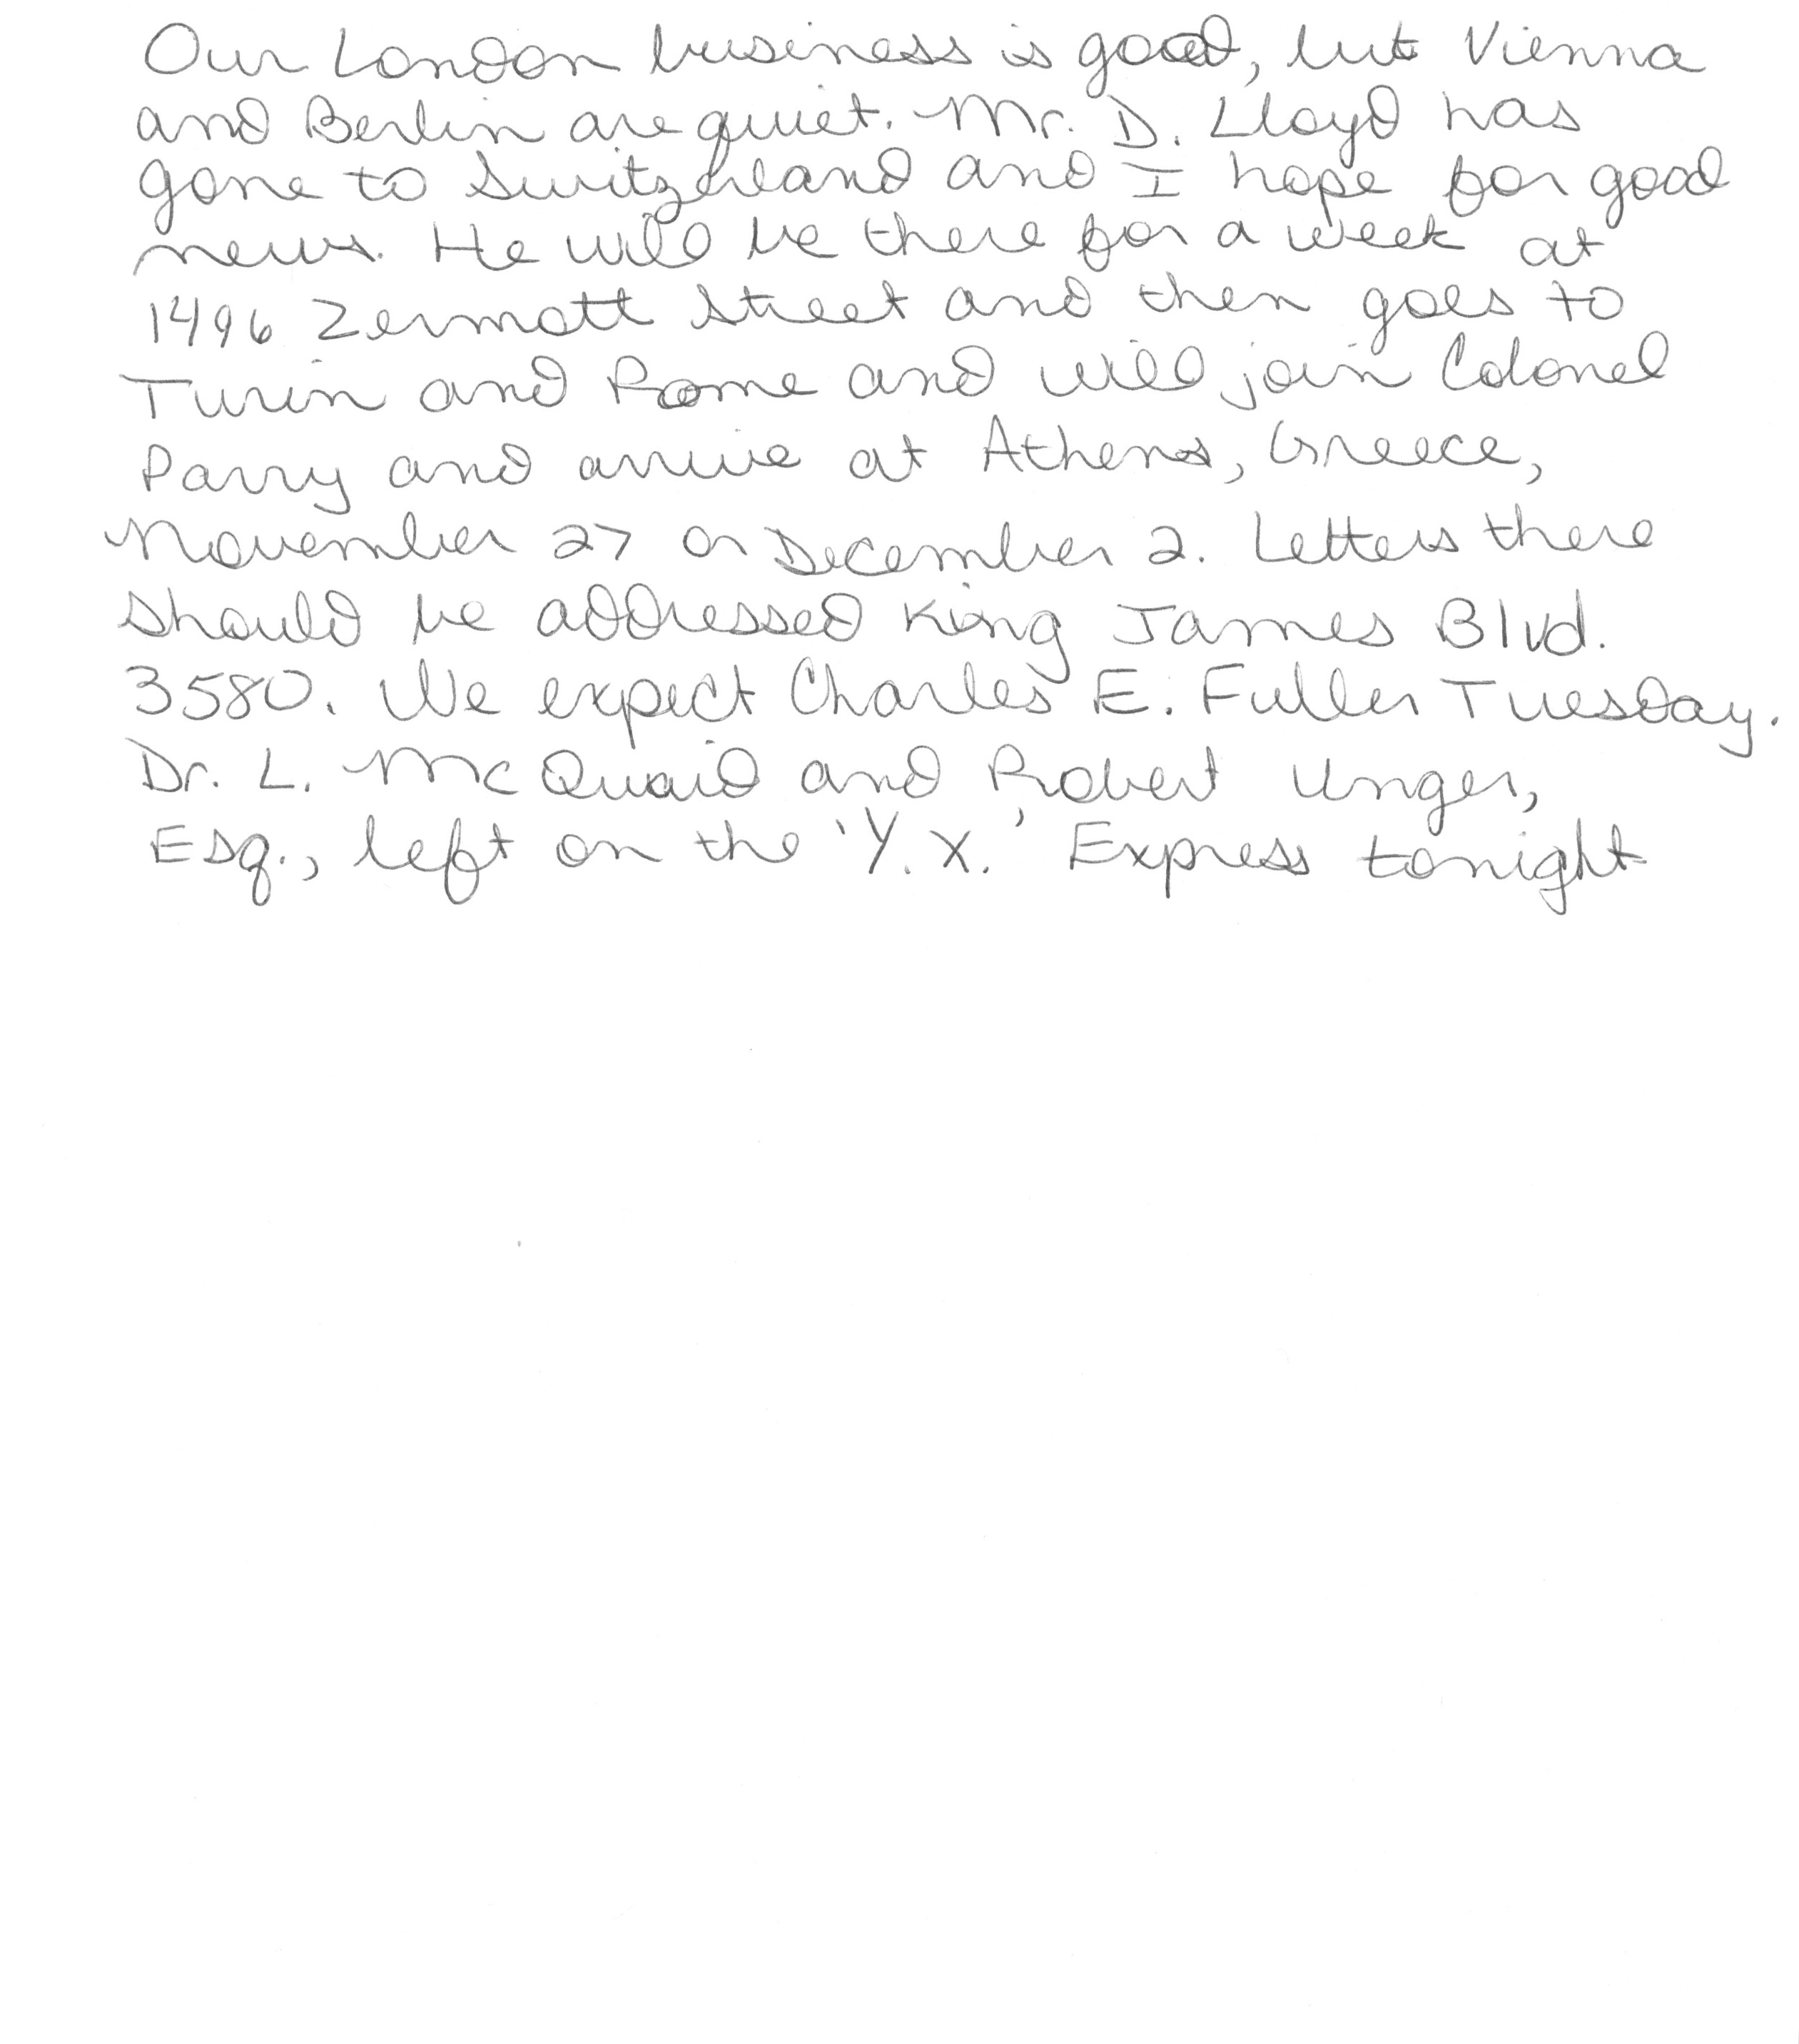 Our London business is good, but Vienna
and Berlin are quiet. Mr. D. Lloyd has
gone to Switzerland and I hope for good
news. He will be there for a week at
1496 Zermott Street and then goes to
Turin and Rome and will join Colonel
Parry and arrive at Athens, Greece,
November 27 or December 2. Letters there
should be addressed King James Blvd.
3580. We expect Charles E. Fuller Tuesday.
Dr. L. McQuaid and Robert Unger,
Esq., left on the 'Y. X.' Express tonight